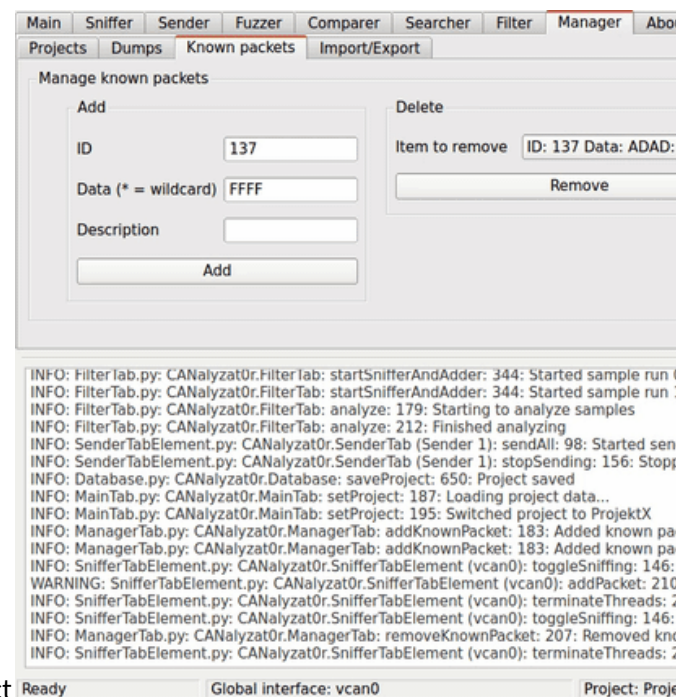 Main Sniffer Sender Fuzzer Comparer Searcher Filter Manager
Projects Dumps Known packets Import/Export
Manage known packets
Add Delete
ID 137 Item to remove ID: 137 Data: ADAD:
Data (* = wildcard) FFFF Remove
Description
Add
INFO: FilterTab.py: CANalyzat0r.FilterTab: startSnifferAndAdder: 344: Started sample run
INFO: FilterTab.py: CANalyzat0r.FilterTab: startSnifferAndAdder: 344: Started sample run
INFO: FilterTab.py: CANalyzat0r.FilterTab: analyze: 179: Starting to analyze samples
INFO: FilterTab.py: CANalyzat0r.FilterTab: analyze: 212: Finished analyzing
INFO: SenderTabElement.py: CANalyzat0r.SenderTab (Sender 1): sendAll: 98: Started
INFO: SenderTabElement.py: CANalyzat0r.SenderTab (Sender 1): stopSending: 156:
INFO: Database.py: CANalyzat0r.Database: saveProject: 650: Project saved
INFO: MainTab.py: CANalyzat0r.MainTab: setProject: 187: Loading project data...
INFO: MainTab.py: CANalyzat0r.MainTab: setProject: 195: Switched project to ProjektX
INFO: ManagerTab.py: CANalyzat0r.ManagerTab: addKnownPacket: 183: Added known
INFO: ManagerTab.py: CANalyzat0r.ManagerTab: addKnownPacket: 183: Added known
INFO: SnifferTabElement.py: CANalyzat0r.SnifferTabElement (vcan0): toggleSniffing: 146:
WARNING: SnifferTabElement.py: CANalyzat0r.SnifferTabElement (vcan0): addPacket: 210
INFO: SnifferTabElement.py: CANalyzat0r.SnifferTabElement (vcan0): terminateThreads:
INFO: SnifferTabElement.py: CANalyzat0r.SnifferTabElement (vcan0): toggleSniffing: 146:
INFO: ManagerTab.py: CANalyzat0r.ManagerTab: removeKnownPacket: 207: Removed
INFO: SnifferTabElement.py: CANalyzat0r.SnifferTabElement (vcan0): terminateThreads:
Ready Global interface: vcan0 Project: